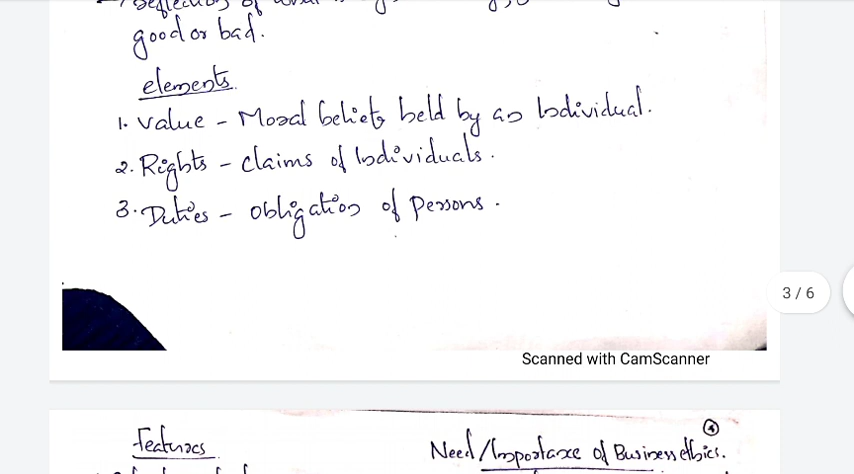 good or bad.
elements.
1. Value - Moral beliefs held by an Individual.
2. Rights - claims of Individuals.
3. Duties - obligation of persons.
3 / 6
Scanned with CamScanner
4
Features
Need/Importance of Business ethics.